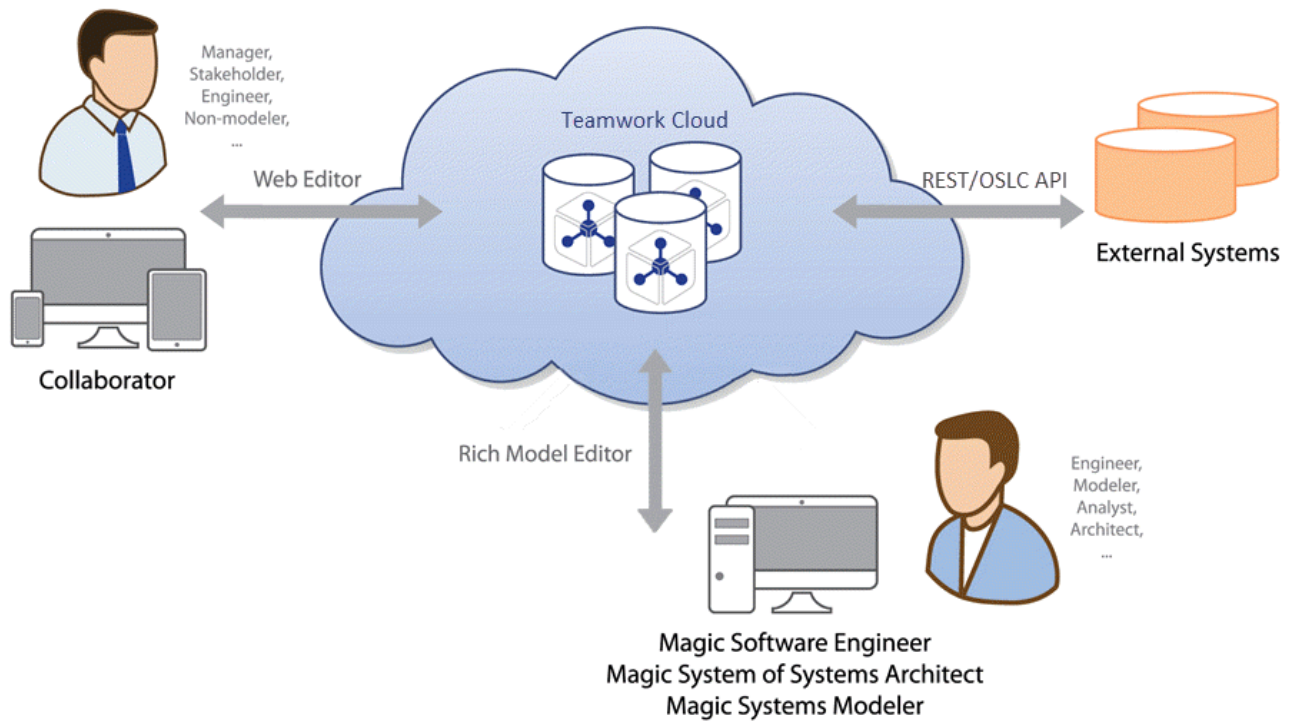 Manager,
Stakeholder,
Engineer,
Non-modeler,
...
Web Editor
Collaborator
Teamwork Cloud
REST/OSLC API
External Systems
Rich Model Editor
Engineer,
Modeler,
Analyst,
Architect,
...
Magic Software Engineer
Magic System of Systems Architect
Magic Systems Modeler